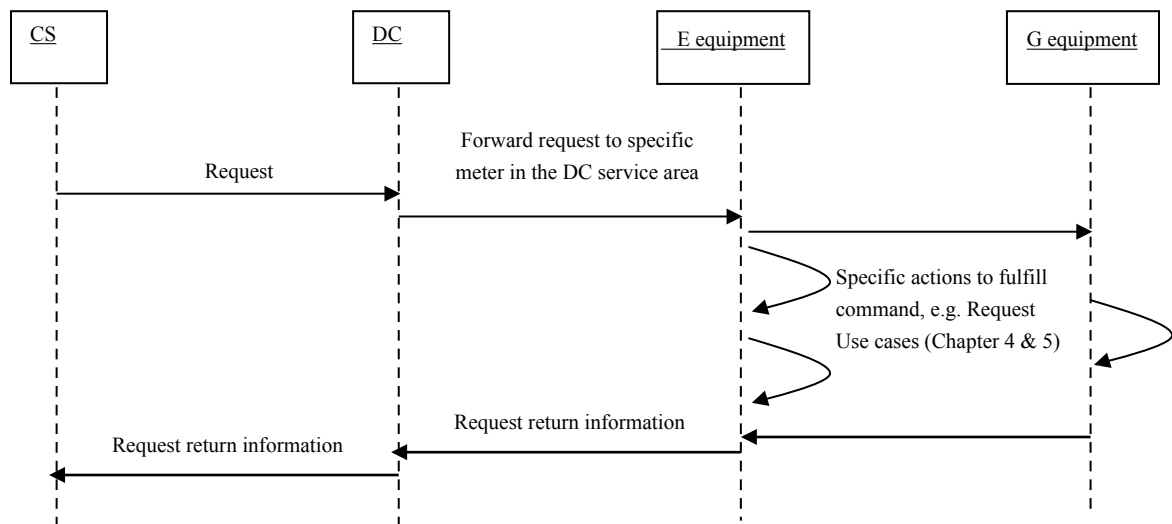 CS
DC
E equipment
G equipment
Forward request to specific
meter in the DC service area
Request
Specific actions to fulfill
command, e.g. Request
Use cases (Chapter 4 & 5)
Request return information
Request return information